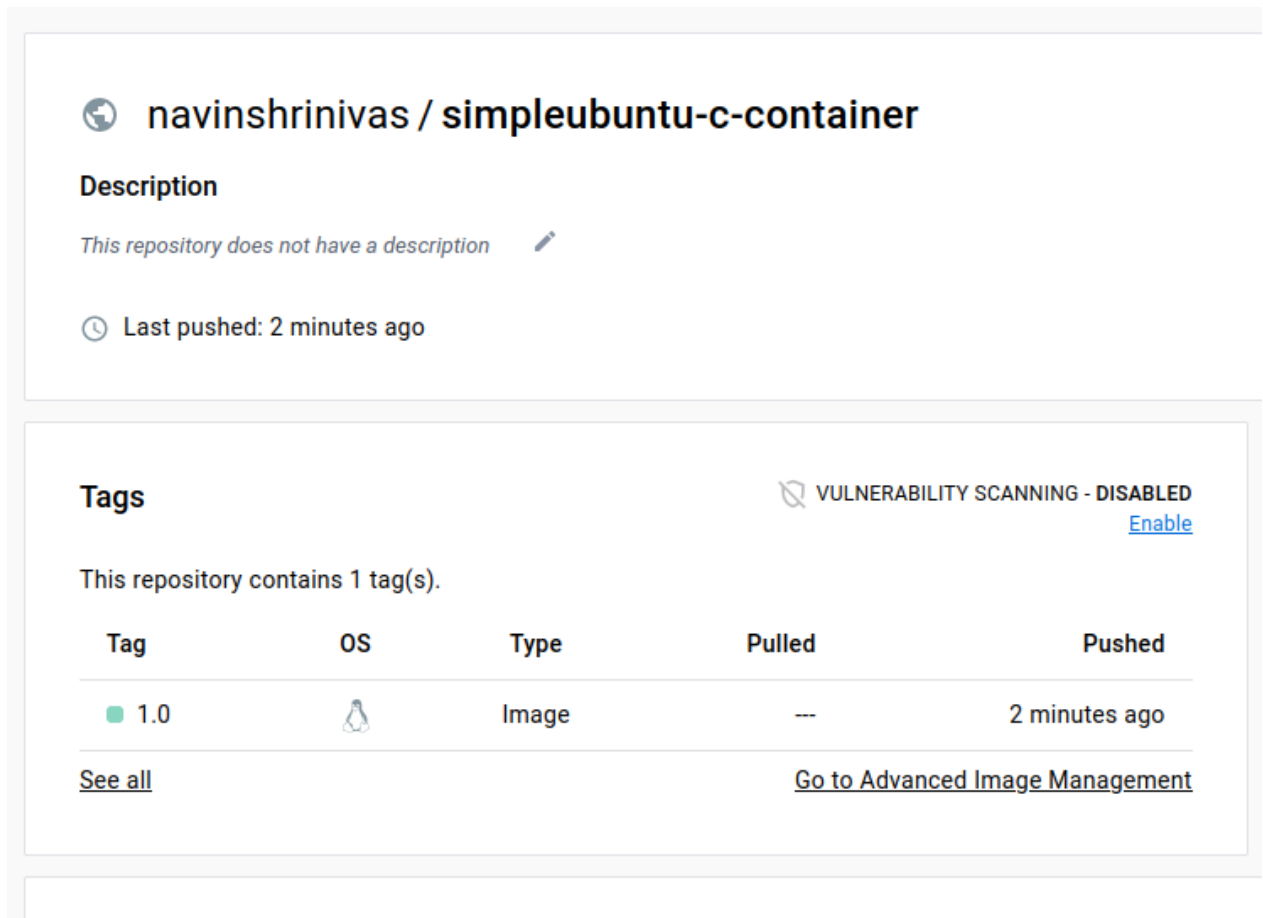 navinshrinivas / simpleubuntu-c-container
Description
This repository does not have a description
Last pushed: 2 minutes ago
Tags
VULNERABILITY SCANNING - DISABLED
Enable
This repository contains 1 tag(s).
Tag OS Type Pulled Pushed
1.0 Image --- 2 minutes ago
See all Go to Advanced Image Management